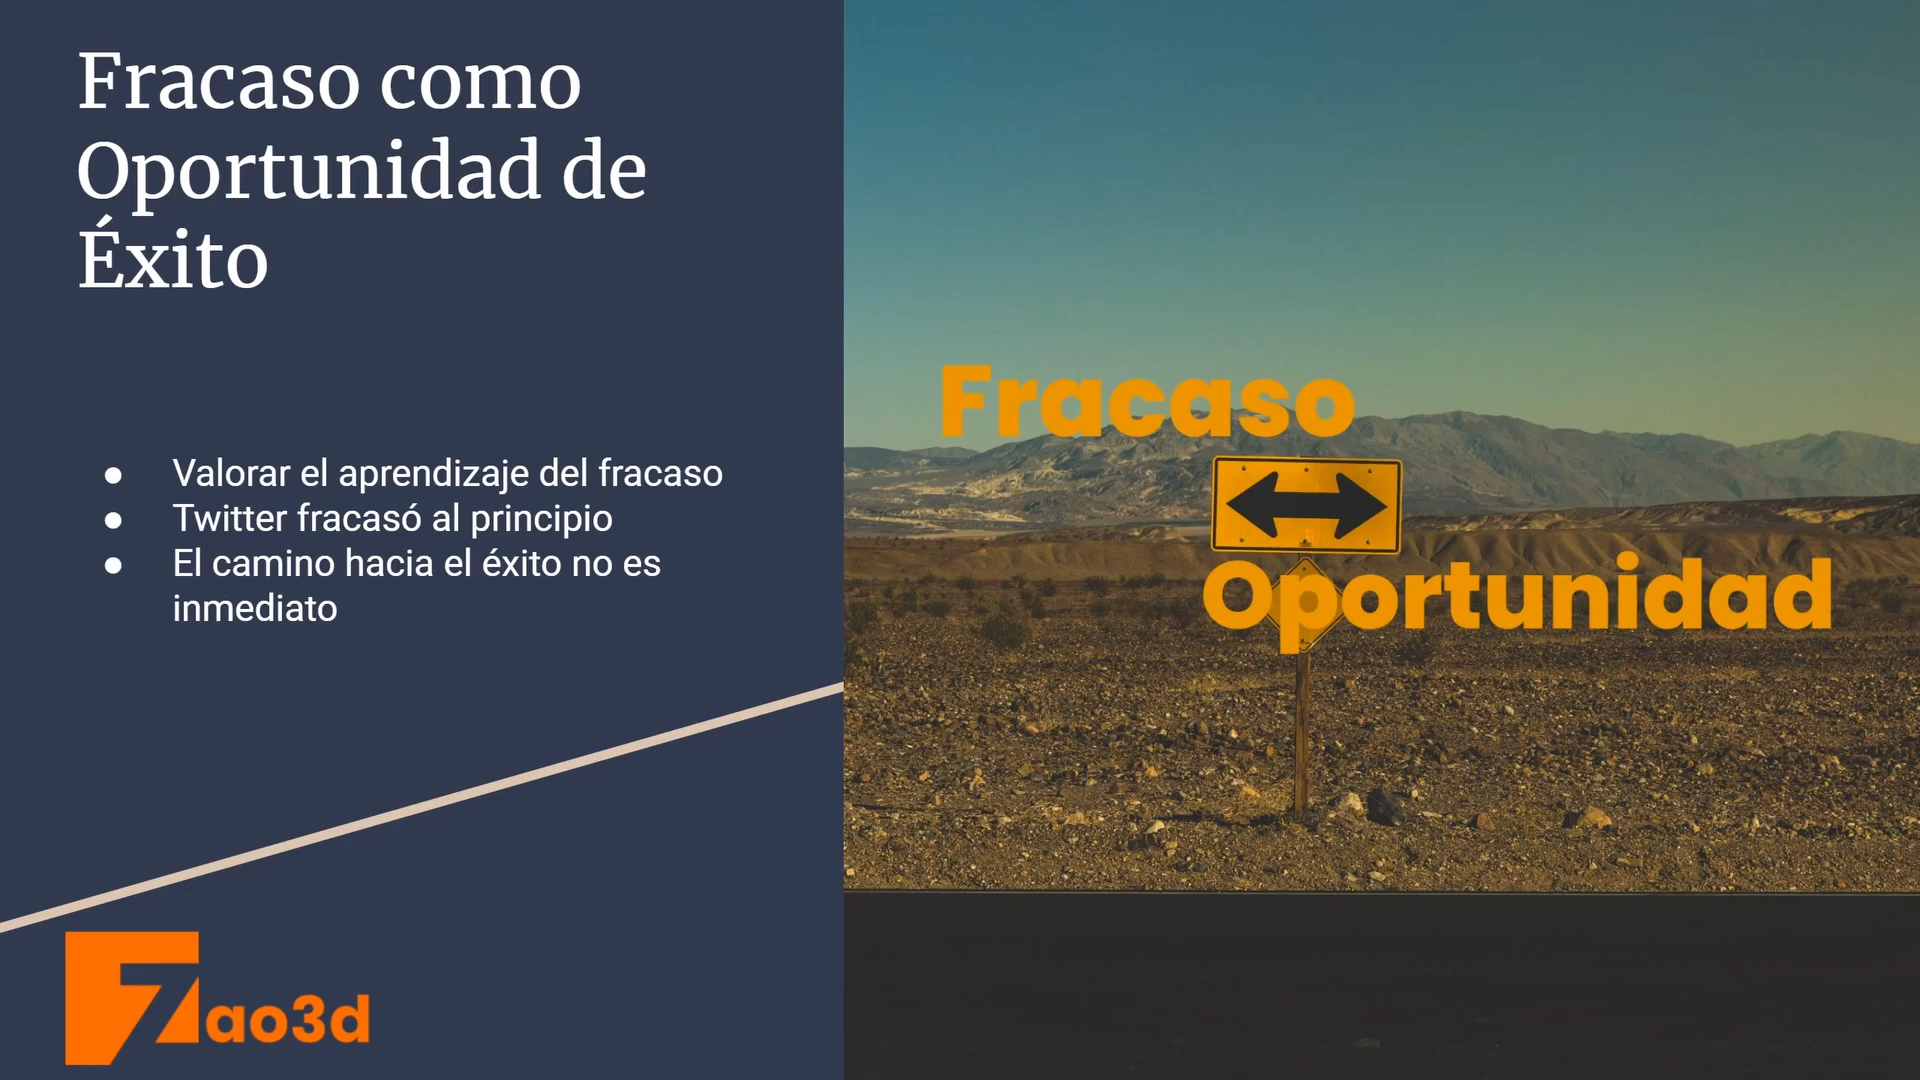 Fracaso como
Oportunidad de
Éxito
● Valorar el aprendizaje del fracaso
● Twitter fracasó al principio
● El camino hacia el éxito no es
inmediato
Fracaso
Oportunidad
Zao3d